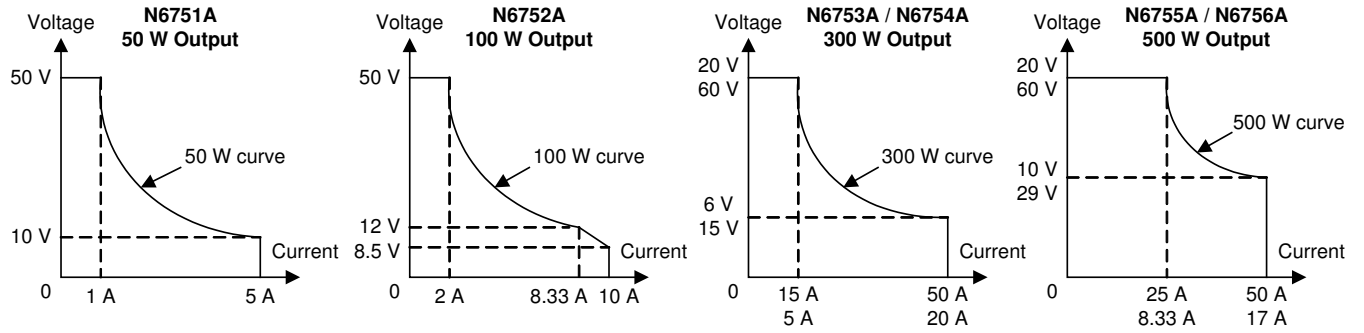 N6751A
50 W Output
Voltage
50 V
50 W curve
10 V
Current
0
1 A
5 A
N6752A
100 W Output
Voltage
50 V
100 W curve
12 V
8.5 V
Current
0
2 A
8.33 A
10 A
N6753A / N6754A
300 W Output
Voltage
20 V
60 V
300 W curve
6 V
15 V
Current
0
15 A
50 A
5 A
20 A
N6755A / N6756A
500 W Output
Voltage
20 V
60 V
500 W curve
10 V
29 V
Current
0
25 A
50 A
8.33 A
17 A